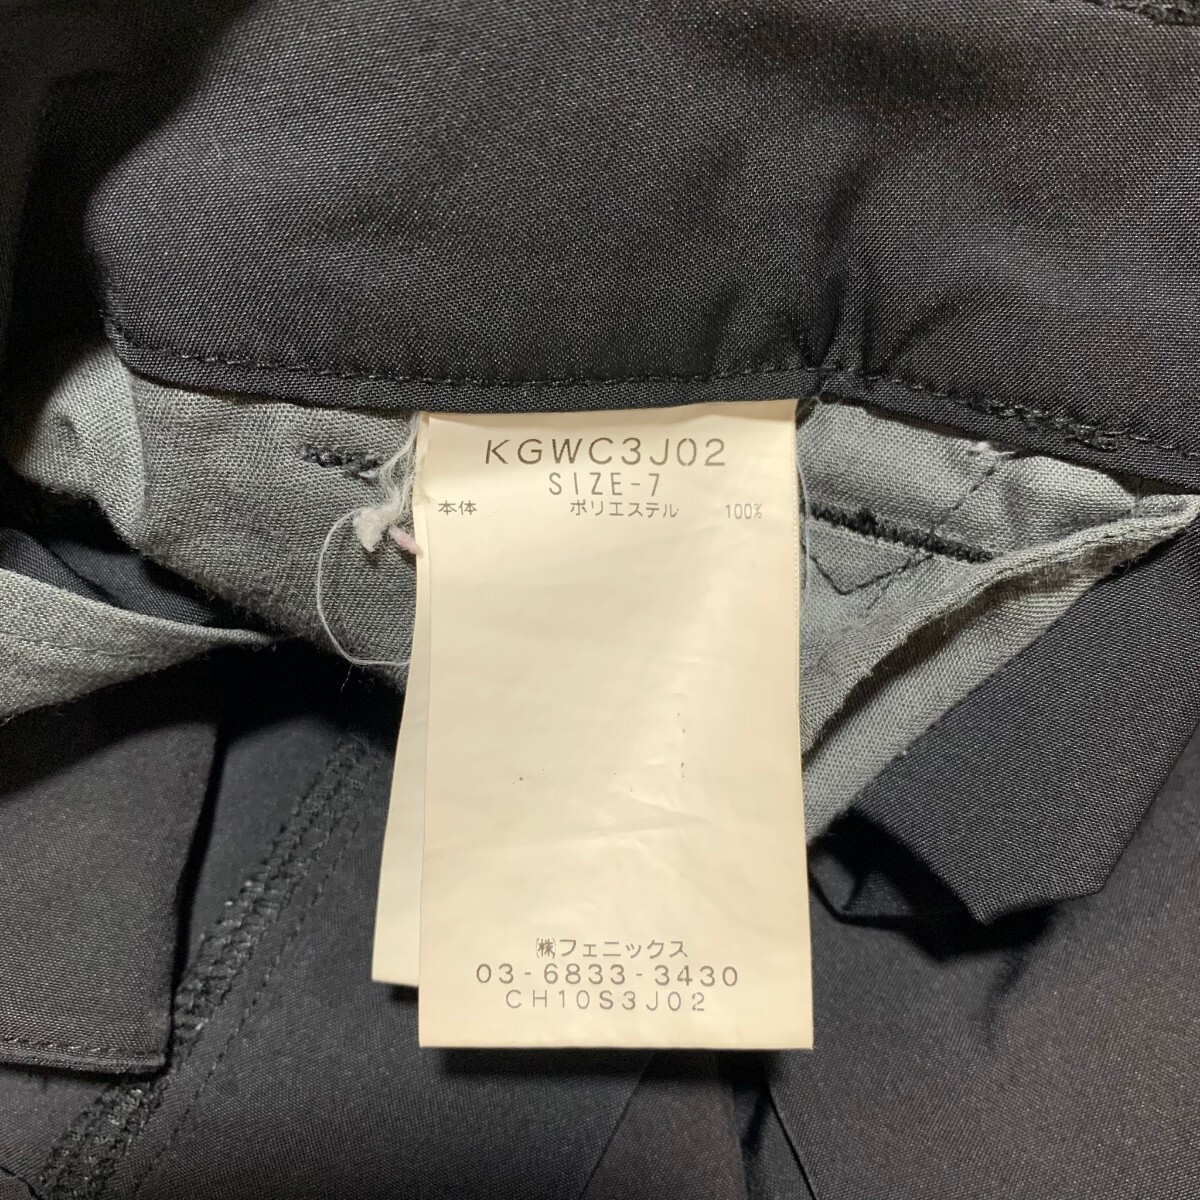 KGWC3J02
SIZE-7
本体 ポリエステル 100%
㈱フェニックス
03-6833-3430
CH10S3J02